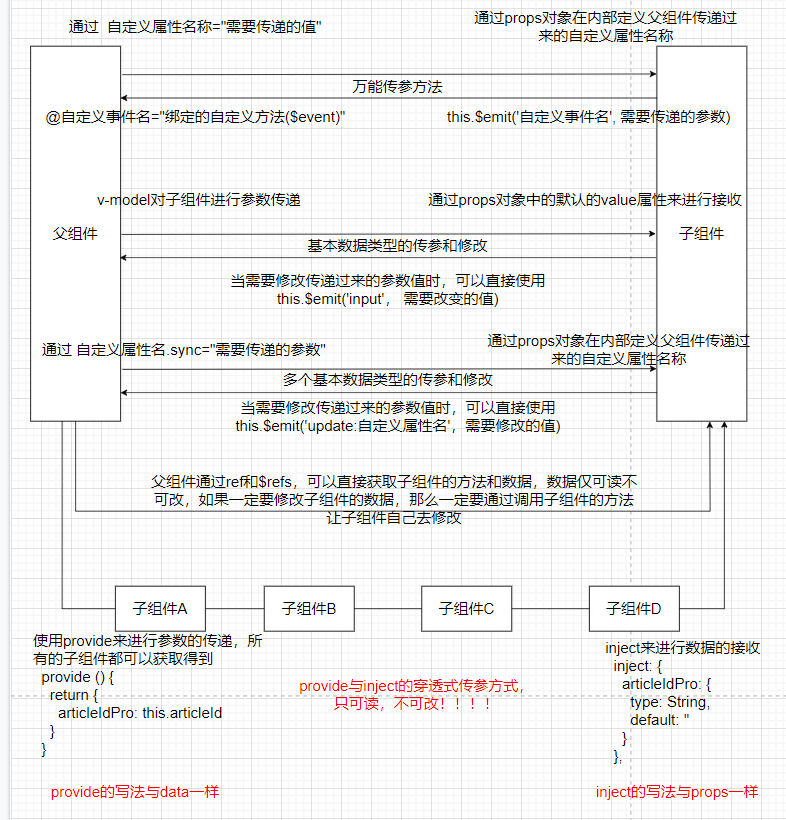 通过 自定义属性名称="需要传递的值"
通过props对象在内部定义父组件传递过
来的自定义属性名称
万能传参方法
@自定义事件名="绑定的自定义方法($event)"
this.$emit('自定义事件名', 需要传递的参数)
v-model对子组件进行参数传递
通过props对象中的默认的value属性来进行接收
父组件
子组件
基本数据类型的传参和修改
当需要修改传递过来的参数值时，可以直接使用
this.$emit('input'， 需要改变的值)
通过 自定义属性名.sync="需要传递的参数"
通过props对象在内部定义父组件传递过
来的自定义属性名称
多个基本数据类型的传参和修改
当需要修改传递过来的参数值时，可以直接使用
this.$emit('update:自定义属性名'，需要修改的值)
父组件通过ref和$refs，可以直接获取子组件的方法和数据，数据仅可读不
可改，如果一定要修改子组件的数据，那么一定要通过调用子组件的方法
让子组件自己去修改
子组件A
子组件B
子组件C
子组件D
使用provide来进行参数的传递，所
有的子组件都可以获取得到
provide () {
return {
articleIdPro: this.articleId
}
}
provide与inject的穿透式传参方式，
只可读，不可改！！！！
inject来进行数据的接收
inject: {
articleIdPro: {
type: String,
default: ''
}
},
provide的写法与data一样
inject的写法与props一样